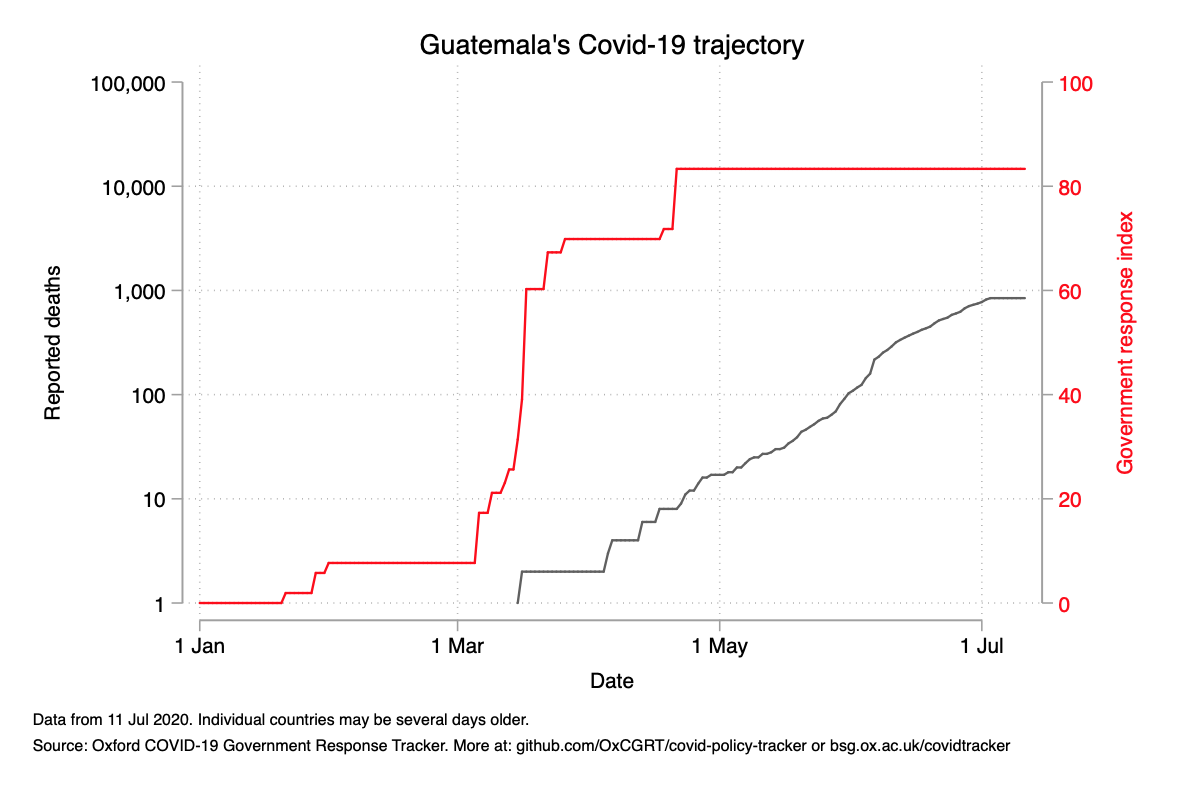 Guatemala's Covid-19 trajectory
100,000
10,000
1,000
100
10
1
Reported deaths
100
80
60
40
20
0
Government response index
1 Jan
1 Mar
1 May
1 Jul
Date
Data from 11 Jul 2020. Individual countries may be several days older.
Source: Oxford COVID-19 Government Response Tracker. More at: github.com/OxCGRT/covid-policy-tracker or bsg.ox.ac.uk/covidtracker